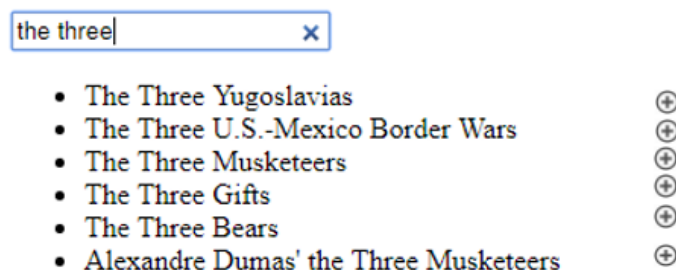 the three
The Three Yugoslavias
The Three U.S.-Mexico Border Wars
The Three Musketeers
The Three Gifts
The Three Bears
Alexandre Dumas' the Three Musketeers